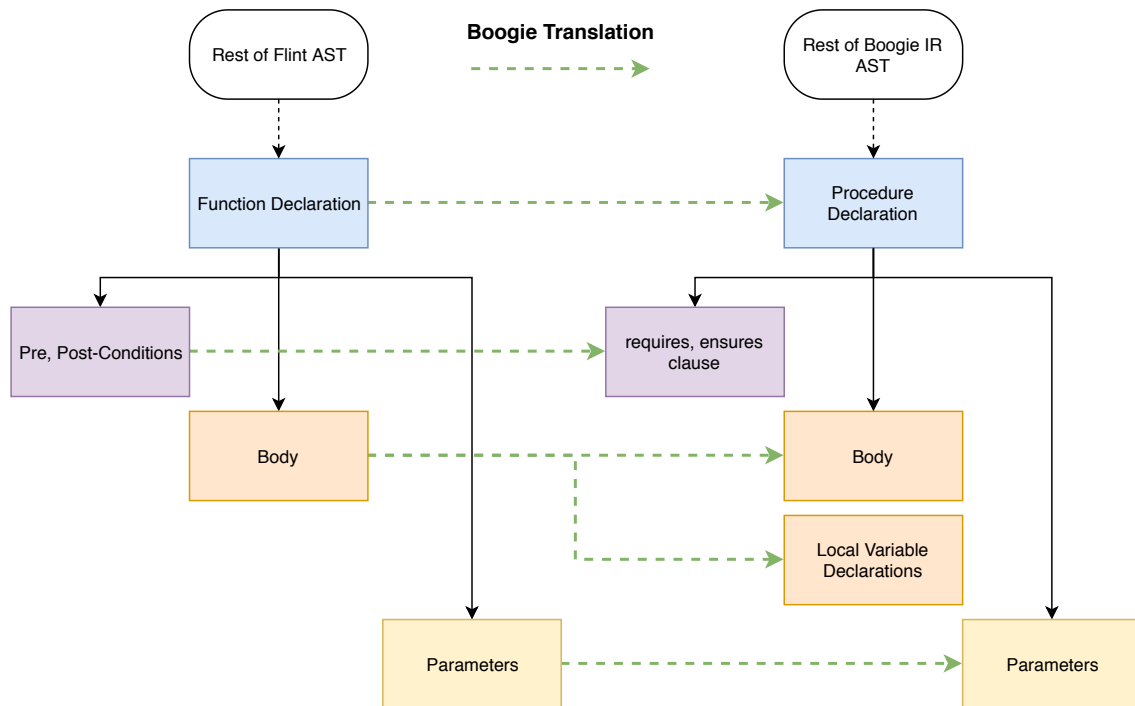 Rest of Flint AST
Boogie Translation
Rest of Boogie IR
AST
Function Declaration
Procedure
Declaration
Pre, Post-Conditions
requires, ensures
clause
Body
Body
Local Variable
Declarations
Parameters
Parameters